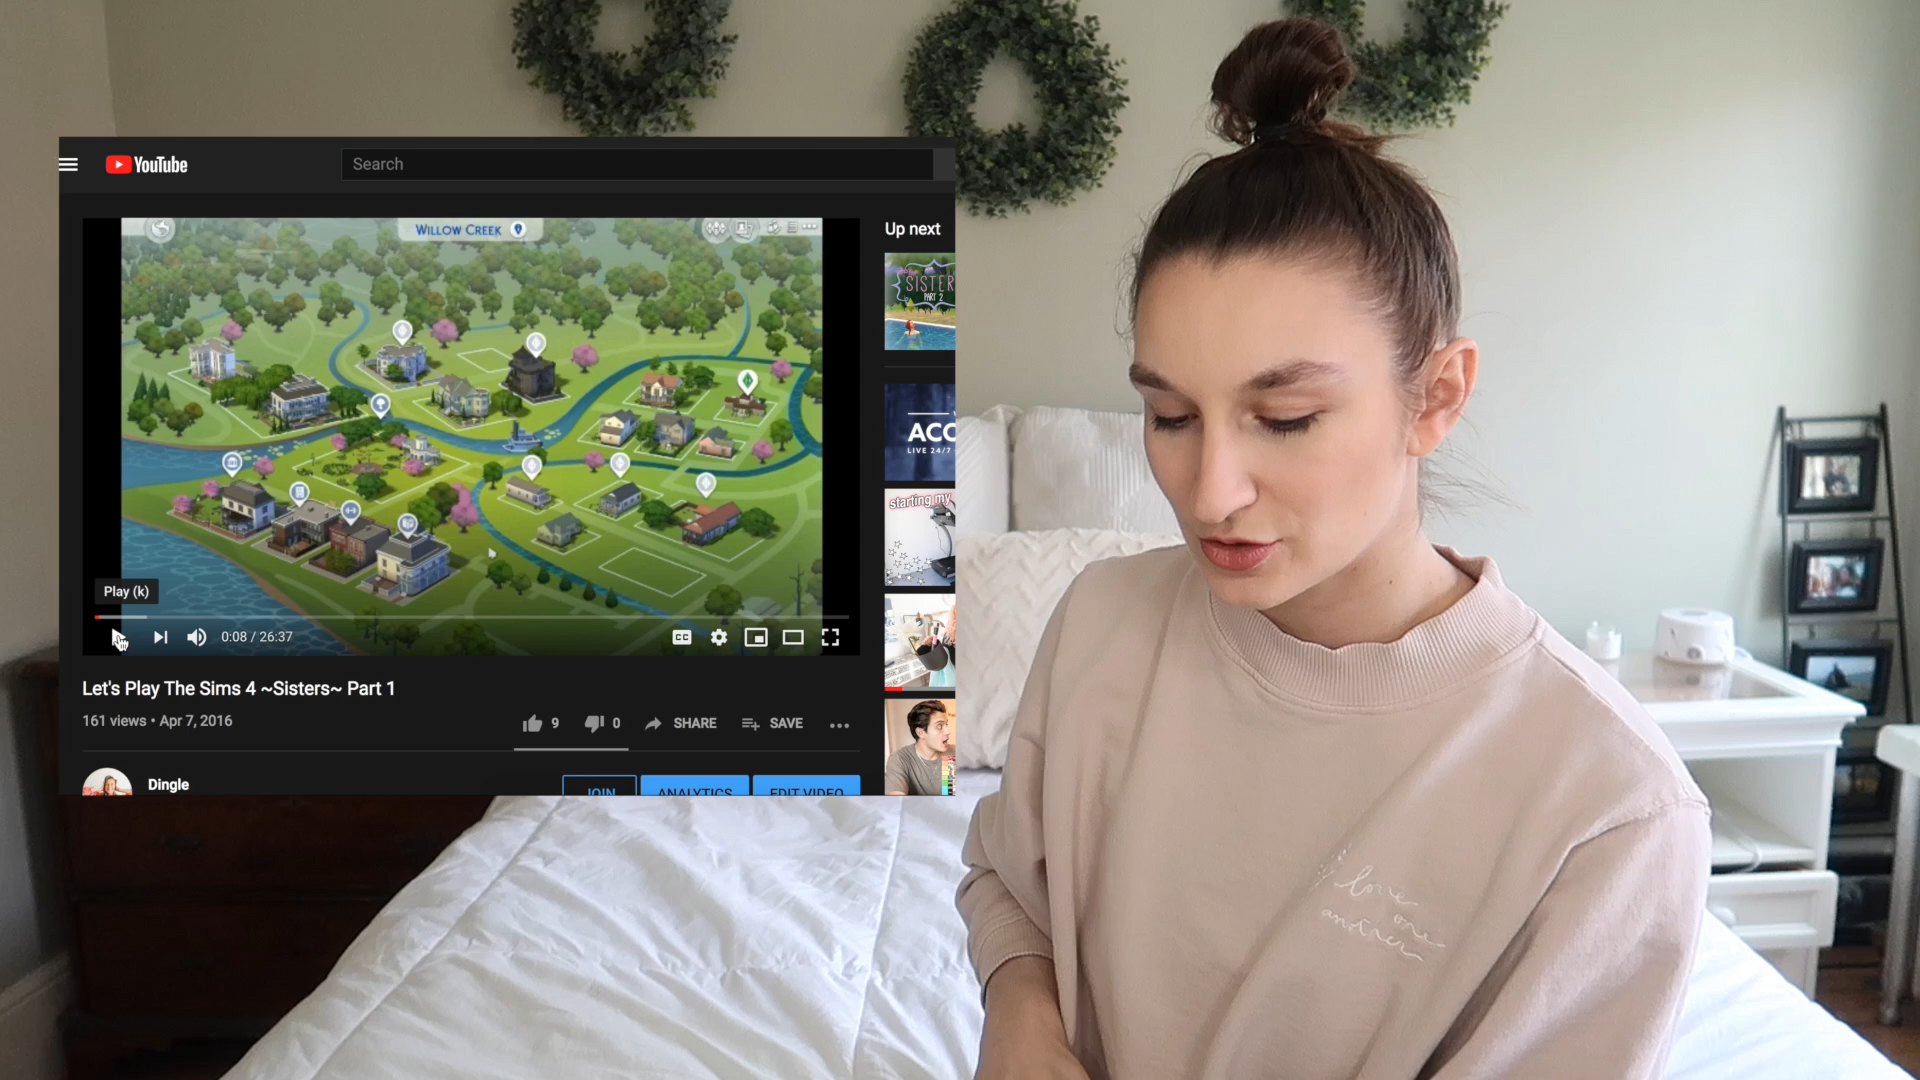 YouTube
Search
WILLOW CREEK
Up next
SISTER
PART 2
ACC
LIVE 24/7
starting my
Play (k)
CC
0:08 / 26:37
Let's Play The Sims 4 ~Sisters~ Part 1
161 views • Apr 7, 2016
9
0
SHARE
SAVE
Dingle
JOIN
ANALYTICS
EDIT VIDEO
love
one
another